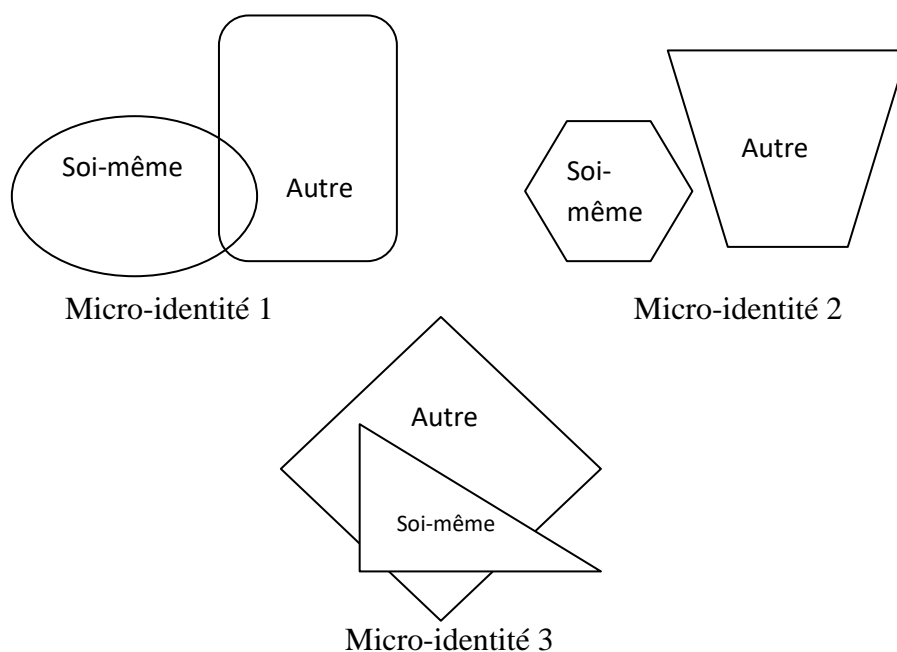 Soi-même
Autre
Micro-identité 1
Soi-
même
Autre
Micro-identité 2
Autre
Soi-même
Micro-identité 3